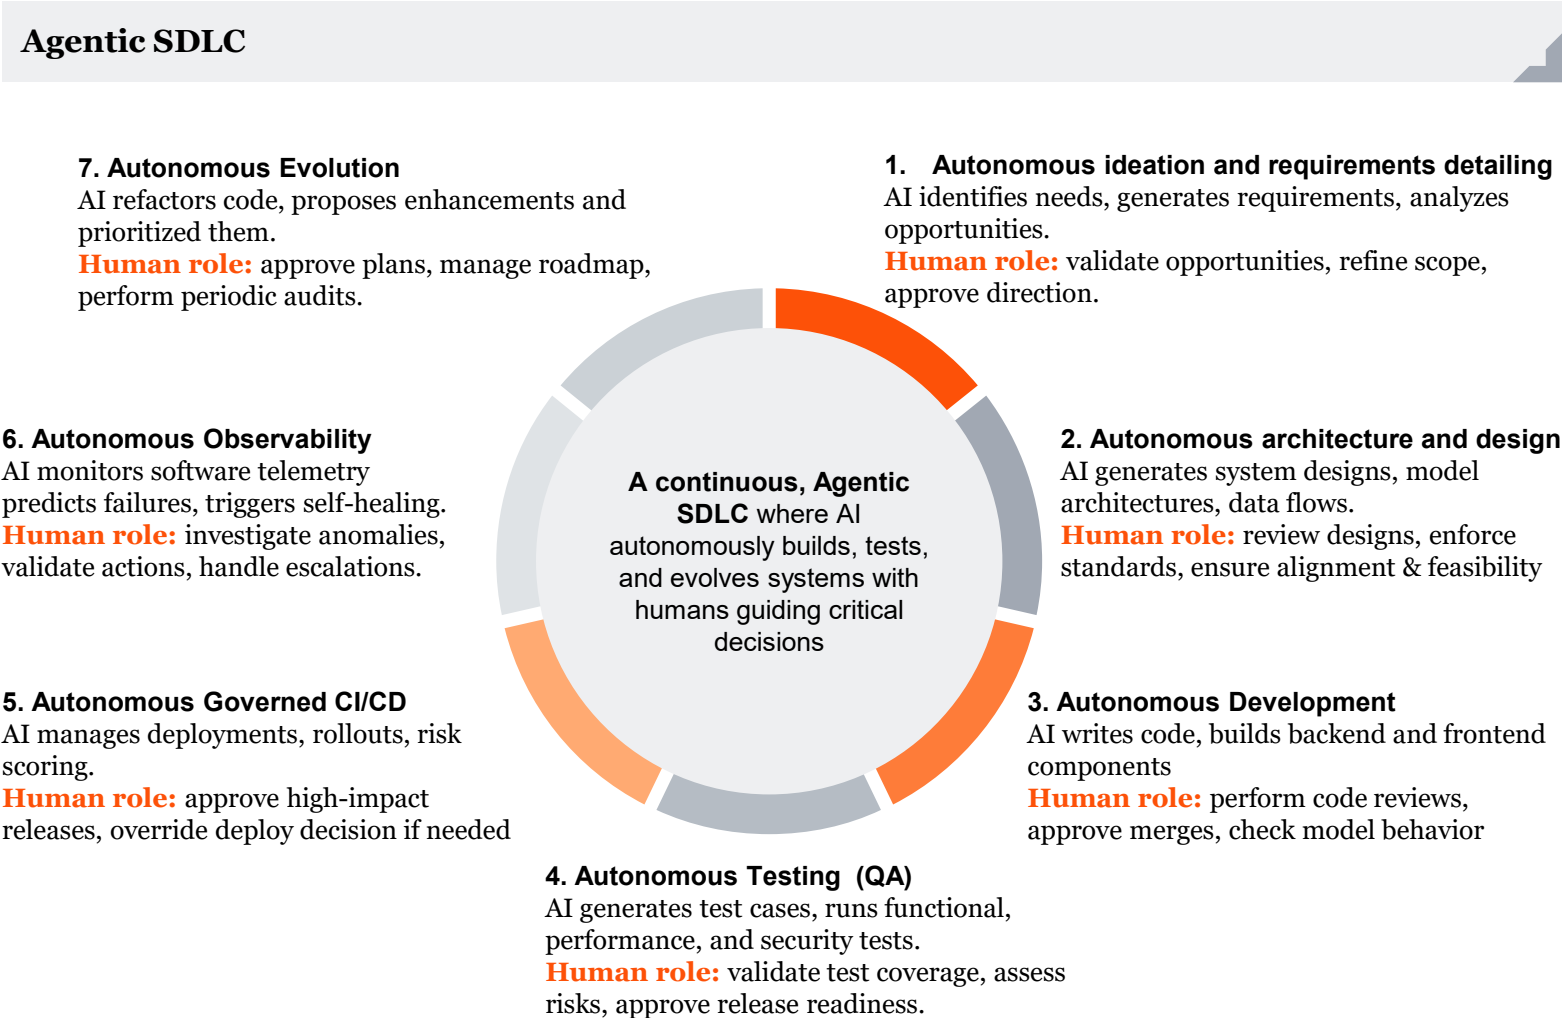 Agentic SDLC
7. Autonomous Evolution
AI refactors code, proposes enhancements and
prioritized them.
Human role: approve plans, manage roadmap,
perform periodic audits.
1. Autonomous ideation and requirements detailing
AI identifies needs, generates requirements, analyzes
opportunities.
Human role: validate opportunities, refine scope,
approve direction.
6. Autonomous Observability
AI monitors software telemetry
predicts failures, triggers self-healing.
Human role: investigate anomalies,
validate actions, handle escalations.
A continuous, Agentic
SDLC where AI
autonomously builds, tests,
and evolves systems with
humans guiding critical
decisions
2. Autonomous architecture and design
AI generates system designs, model
architectures, data flows.
Human role: review designs, enforce
standards, ensure alignment & feasibility
5. Autonomous Governed CI/CD
AI manages deployments, rollouts, risk
scoring.
Human role: approve high-impact
releases, override deploy decision if needed
3. Autonomous Development
AI writes code, builds backend and frontend
components
Human role: perform code reviews,
approve merges, check model behavior
4. Autonomous Testing (QA)
AI generates test cases, runs functional,
performance, and security tests.
Human role: validate test coverage, assess
risks, approve release readiness.